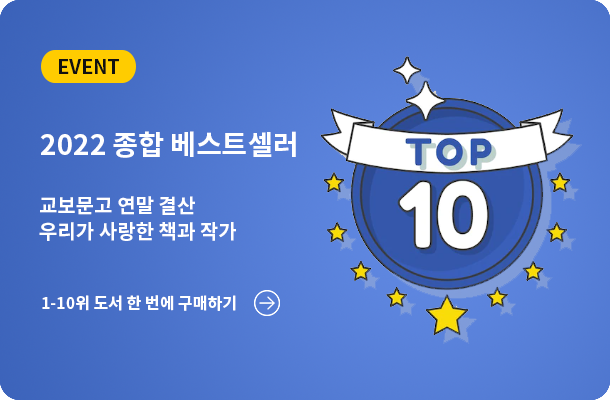 EVENT
2022 종합 베스트셀러
교보문고 연말 결산
우리가 사랑한 책과 작가
1-10위 도서 한 번에 구매하기
TOP
10